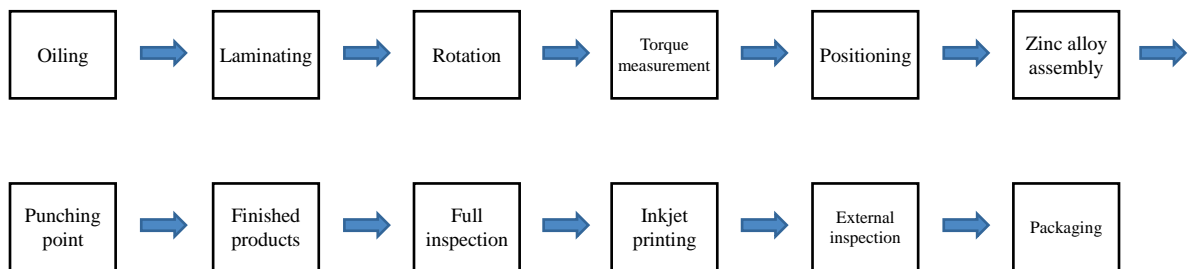 Oiling
Laminating
Rotation
Torque
measurement
Positioning
Zinc alloy
assembly
Punching
point
Finished
products
Full
inspection
Inkjet
printing
External
inspection
Packaging